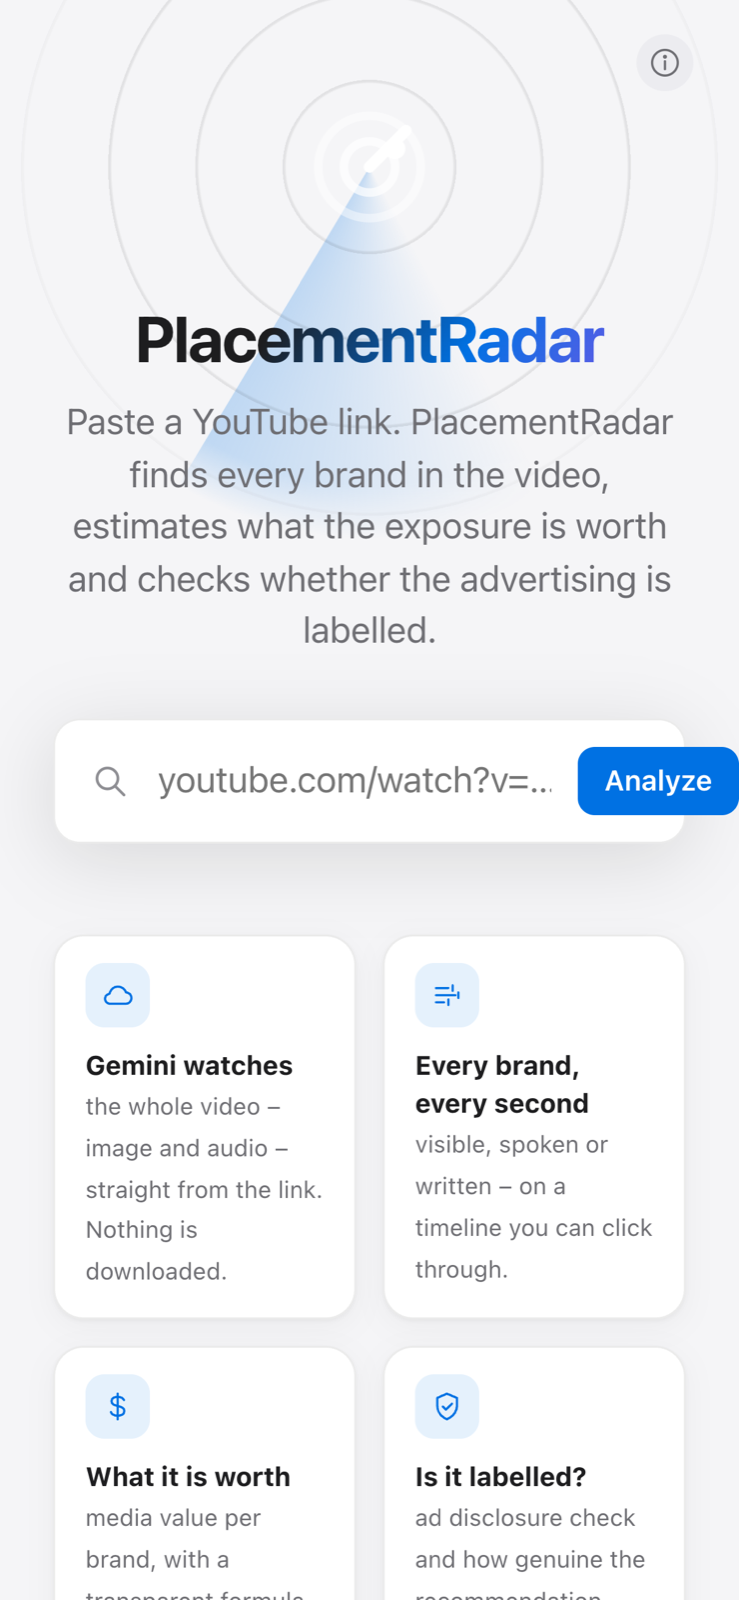 PlacementRadar
Paste a YouTube link. PlacementRadar
finds every brand in the video,
estimates what the exposure is worth
and checks whether the advertising is
labelled.
youtube.com/watch?v=...
Analyze
Gemini watches
the whole video –
image and audio –
straight from the link.
Nothing is
downloaded.
Every brand,
every second
visible, spoken or
written – on a
timeline you can click
through.
What it is worth
media value per
brand, with a
transparent formula
Is it labelled?
ad disclosure check
and how genuine the
recommendation